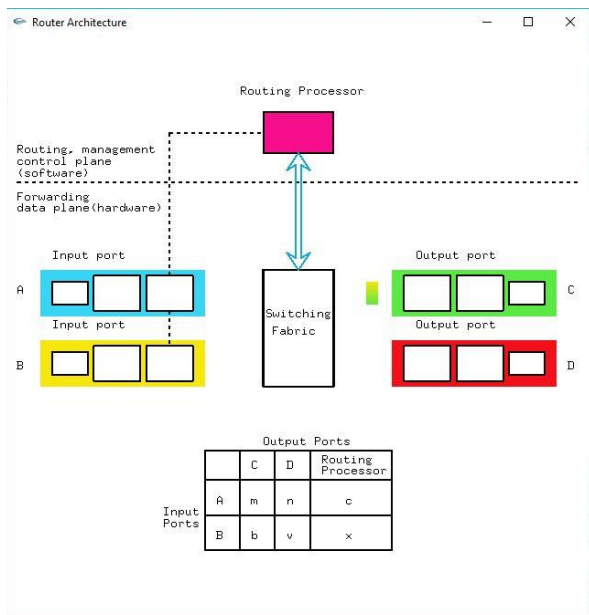 Router Architecture
Routing Processor
Routing, management
control plane
(software)
Forwarding
data plane(hardware)
Input port
Output port
A
C
Switching
Fabric
Input port
Output port
B
D
Output Ports
C D Routing
Processor
Input
Ports
A m n c
B b v x